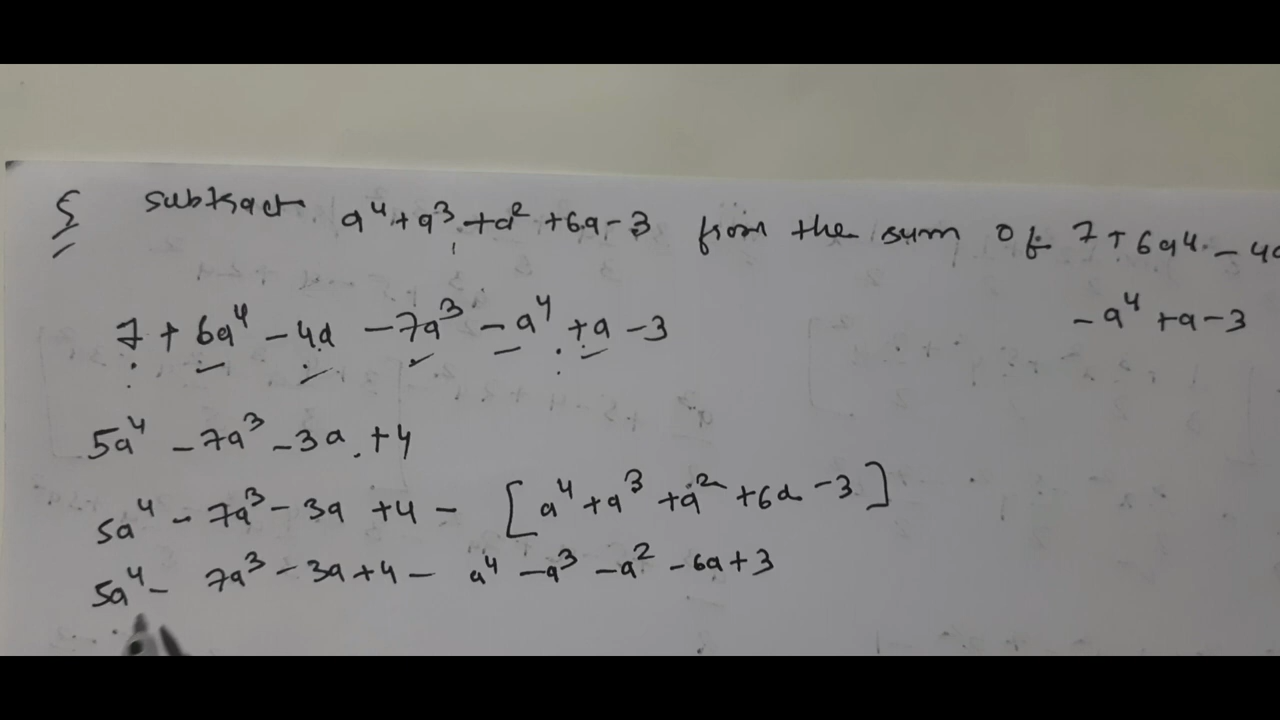 subtract a⁴+a³+a²+6a-3 from the sum of 7+6a⁴-4a
-a⁴+a-3
7+6a⁴-4a-7a³-a⁴+a-3
5a⁴-7a³-3a+4
5a⁴-7a³-3a+4-[a⁴+a³+a²+6a-3]
5a⁴-7a³-3a+4-a⁴-a³-a²-6a+3